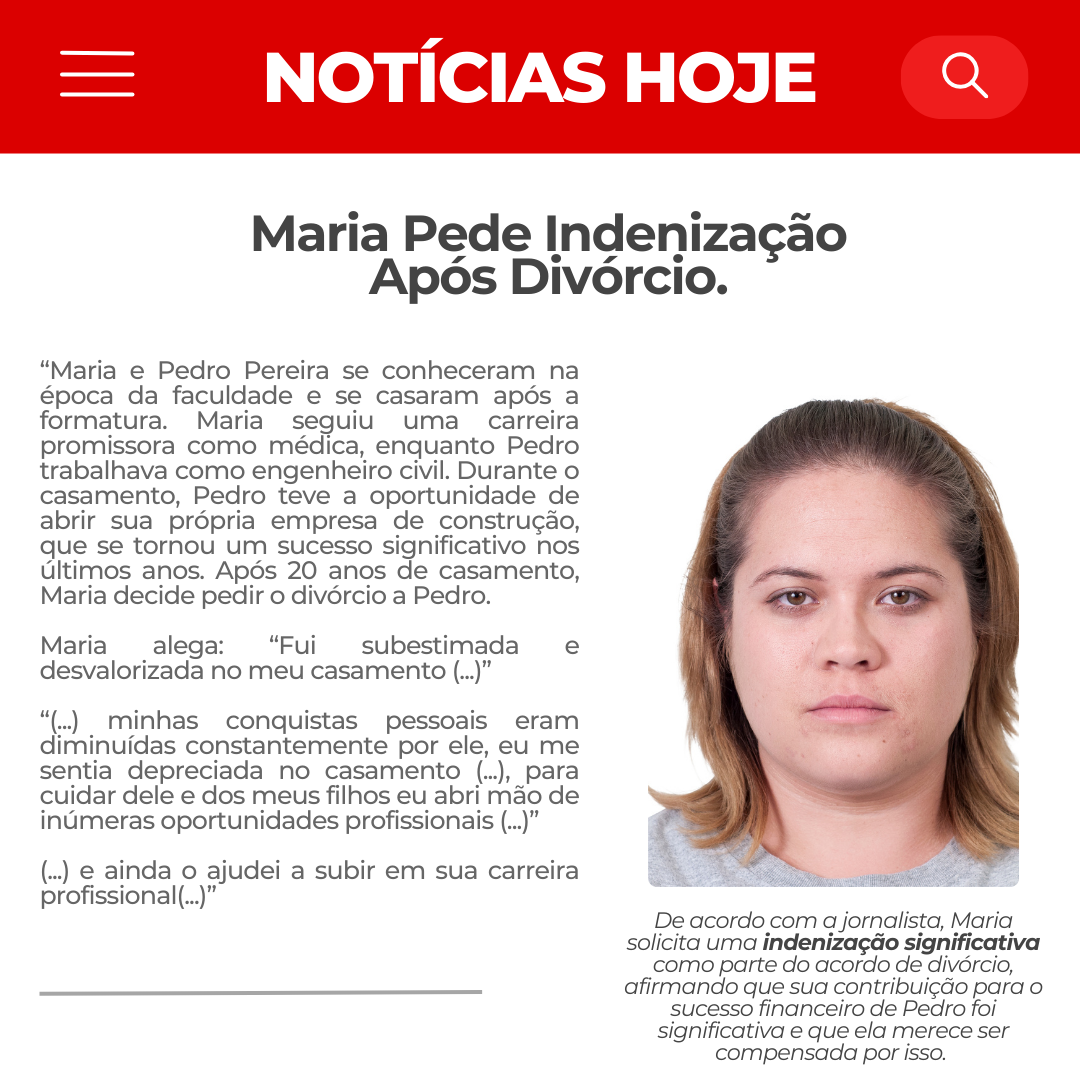 NOTÍCIAS HOJE
Maria Pede Indenização
Após Divórcio.
“Maria e Pedro Pereira se conheceram na
época da faculdade e se casaram após a
formatura. Maria seguiu uma carreira
promissora como médica, enquanto Pedro
trabalhava como engenheiro civil. Durante o
casamento, Pedro teve a oportunidade de
abrir sua própria empresa de construção,
que se tornou um sucesso significativo nos
últimos anos. Após 20 anos de casamento,
Maria decide pedir o divórcio a Pedro.
Maria alega: “Fui subestimada e
desvalorizada no meu casamento (...)”
“(...) minhas conquistas pessoais eram
diminuídas constantemente por ele, eu me
sentia depreciada no casamento (...), para
cuidar dele e dos meus filhos eu abri mão de
inúmeras oportunidades profissionais (...)”
(...) e ainda o ajudei a subir em sua carreira
profissional(...)”
De acordo com a jornalista, Maria
solicita uma indenização significativa
como parte do acordo de divórcio,
afirmando que sua contribuição para o
sucesso financeiro de Pedro foi
significativa e que ela merece ser
compensada por isso.